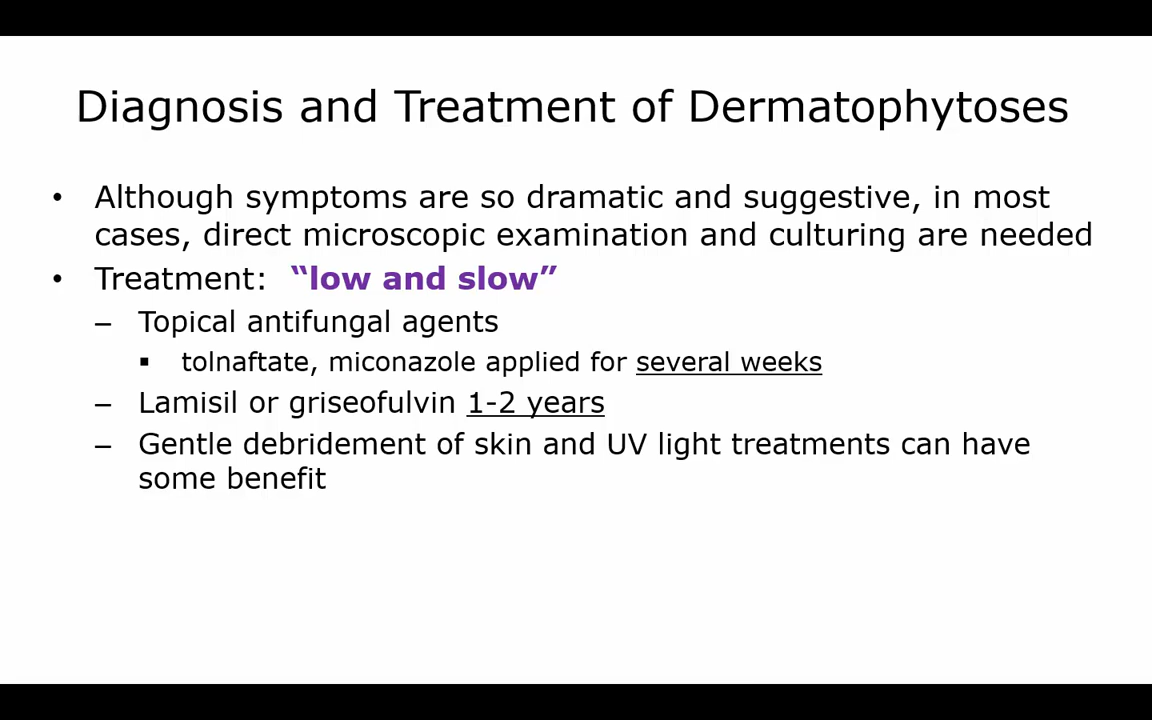 Diagnosis and Treatment of Dermatophytoses
• Although symptoms are so dramatic and suggestive, in most
cases, direct microscopic examination and culturing are needed
• Treatment: “low and slow”
– Topical antifungal agents
▪ tolnaftate, miconazole applied for several weeks
– Lamisil or griseofulvin 1-2 years
– Gentle debridement of skin and UV light treatments can have
some benefit